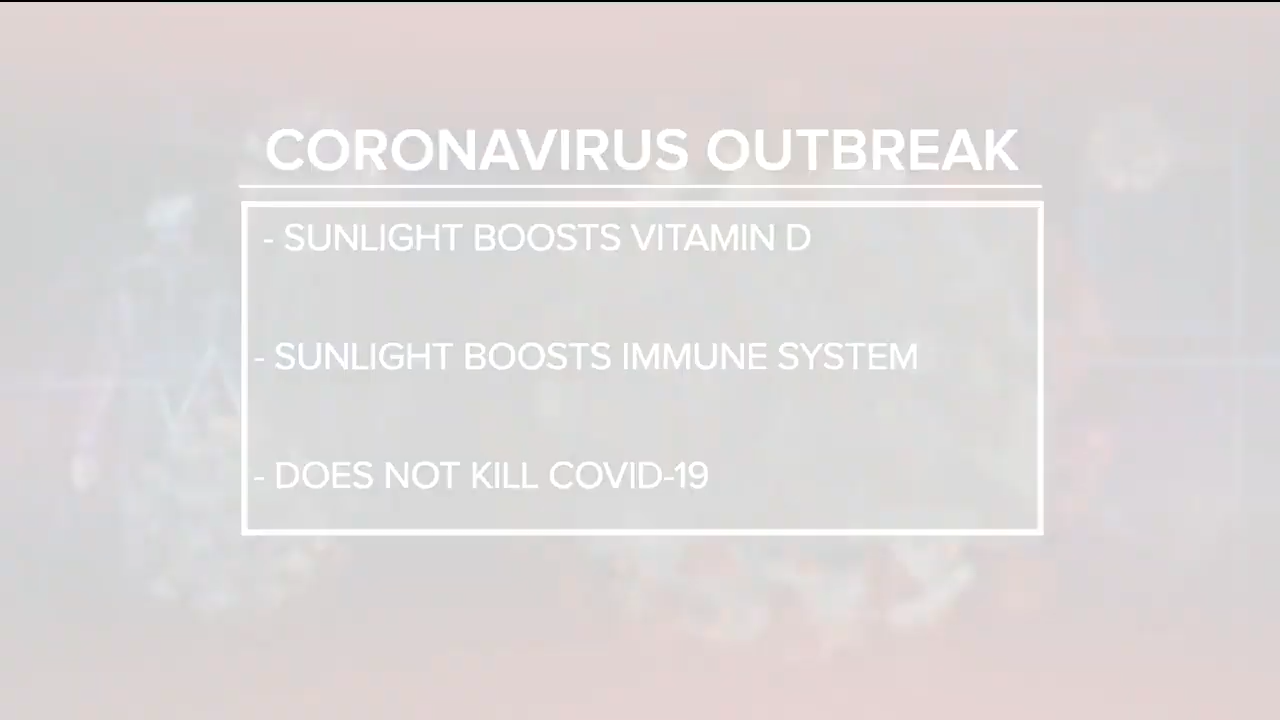 CORONAVIRUS OUTBREAK
- SUNLIGHT BOOSTS VITAMIN D
- SUNLIGHT BOOSTS IMMUNE SYSTEM
- DOES NOT KILL COVID-19